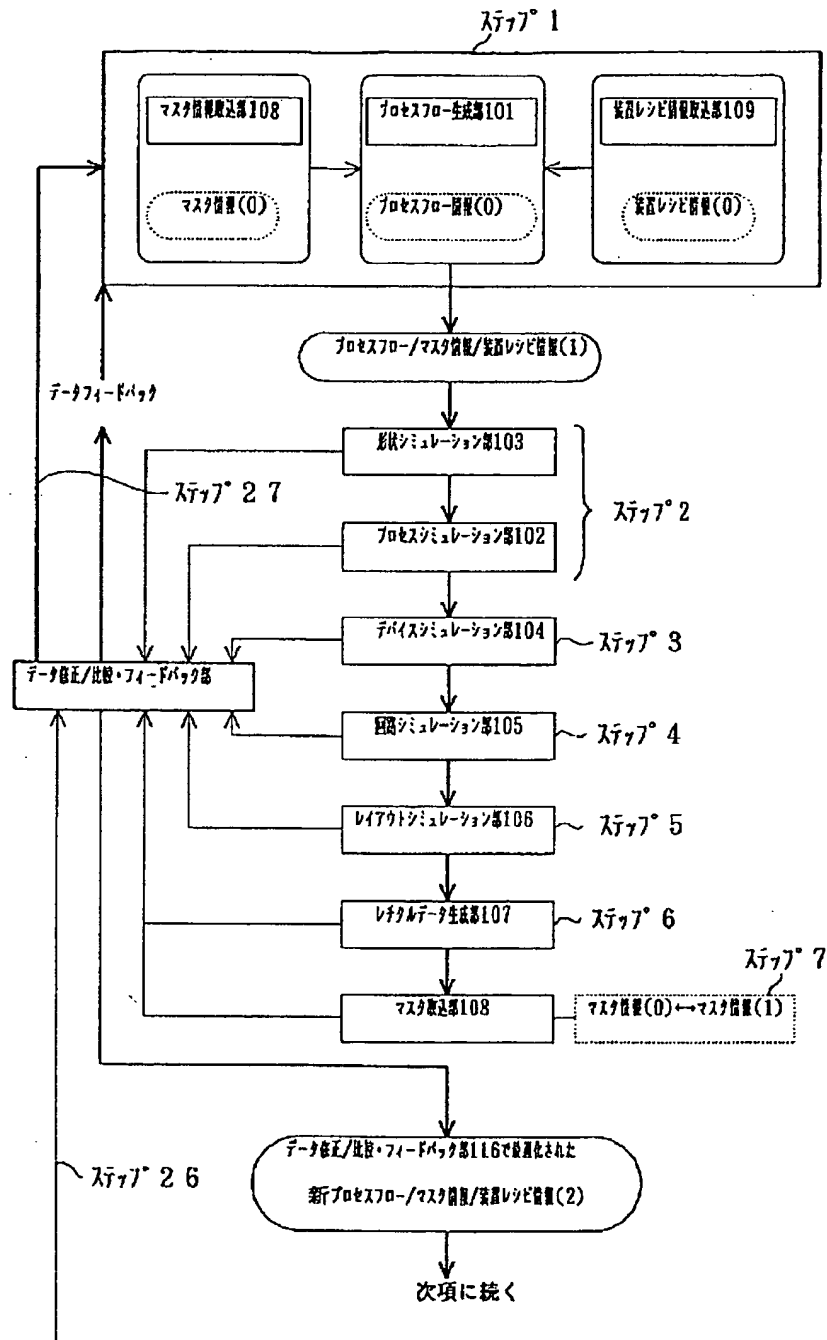 ステップ 1
マスタ情報取込部108
プロセスフロー生成部101
装置レシピ情報取込部109
マスタ情報(0)
プロセスフロー情報(0)
装置レシピ情報(0)
プロセスフロー/マスタ情報/装置レシピ情報(1)
データフィードバック
形状シミュレーション部103
ステップ 27
ステップ 2
プロセスシミュレーション部102
デバイスシミュレーション部104
ステップ 3
データ修正/比較・フィードバック部
回路シミュレーション部105
ステップ 4
レイアウトシミュレーション部106
ステップ 5
レチクルデータ生成部107
ステップ 6
ステップ 7
マスタ取込部108
マスタ情報(0)↔マスタ情報(1)
データ修正/比較・フィードバック部116で最適化された
新プロセスフロー/マスタ情報/装置レシピ情報(2)
ステップ 26
次項に続く